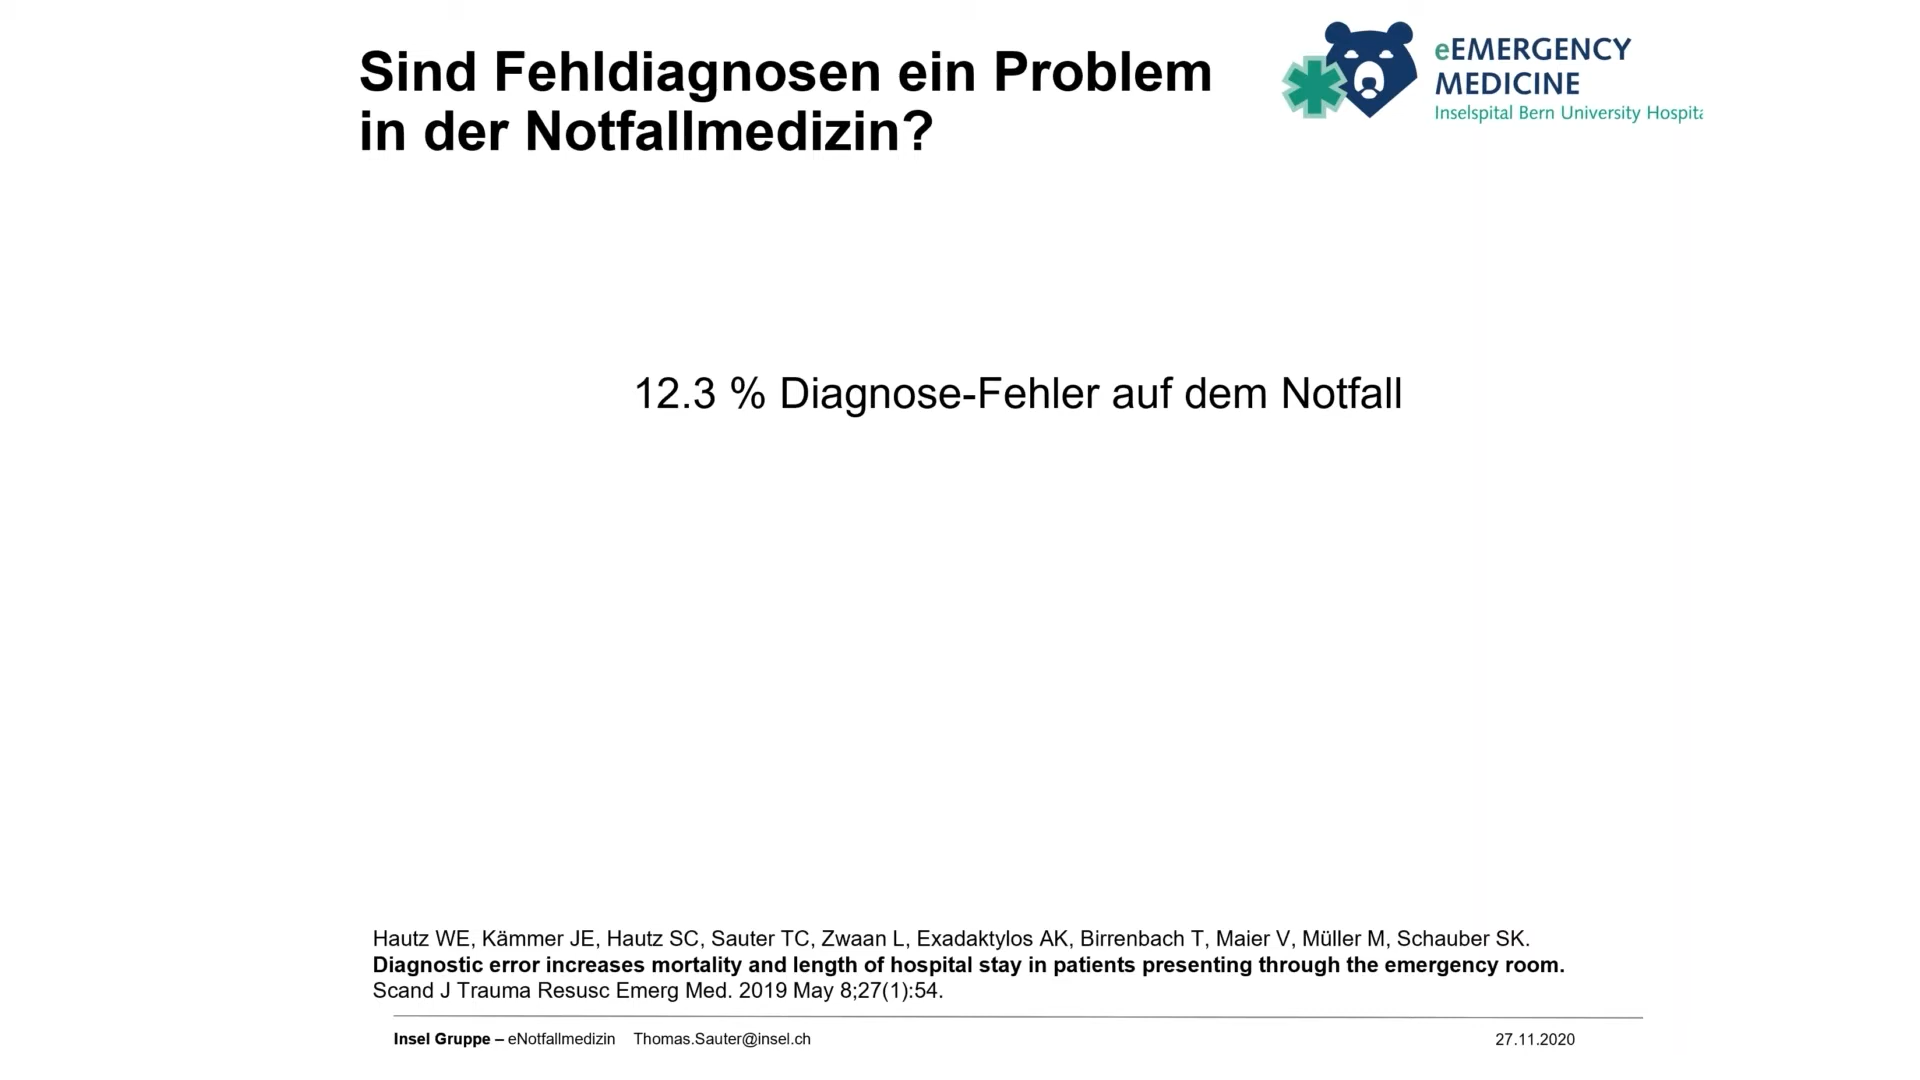 Sind Fehldiagnosen ein Problem
in der Notfallmedizin?
eEMERGENCY
MEDICINE
Inselspital Bern University Hospita
12.3 % Diagnose-Fehler auf dem Notfall
Hautz WE, Kämmer JE, Hautz SC, Sauter TC, Zwaan L, Exadaktylos AK, Birrenbach T, Maier V, Müller M, Schauber SK.
Diagnostic error increases mortality and length of hospital stay in patients presenting through the emergency room.
Scand J Trauma Resusc Emerg Med. 2019 May 8;27(1):54.
Insel Gruppe – eNotfallmedizin Thomas.Sauter@insel.ch 27.11.2020